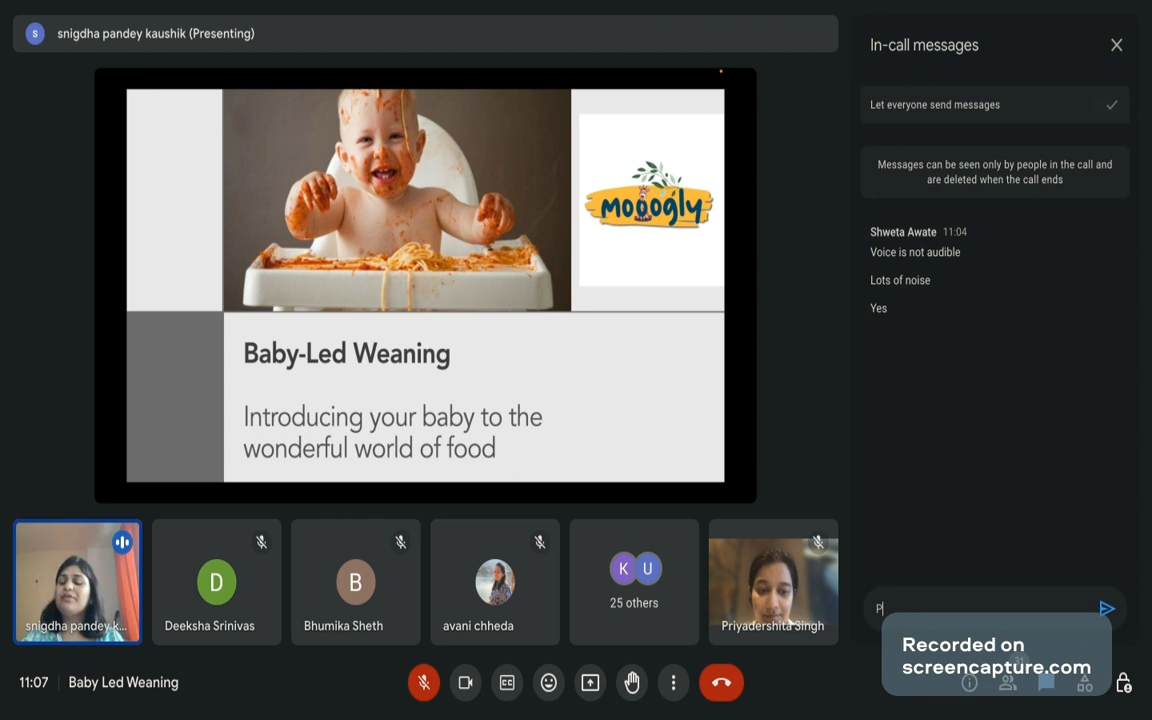 S
snigdha pandey kaushik (Presenting)
In-call messages
Let everyone send messages
Messages can be seen only by people in the call and
are deleted when the call ends
mooogly
Shweta Awate 11:04
Voice is not audible
Lots of noise
Yes
Baby-Led Weaning
Introducing your baby to the
wonderful world of food
D
B
K U
25 others
snigdha pandey k...
Deeksha Srinivas
Bhumika Sheth
avani chheda
Priyadershita Singh
P
Recorded on
screencapture.com
11:07
Baby Led Weaning
CC